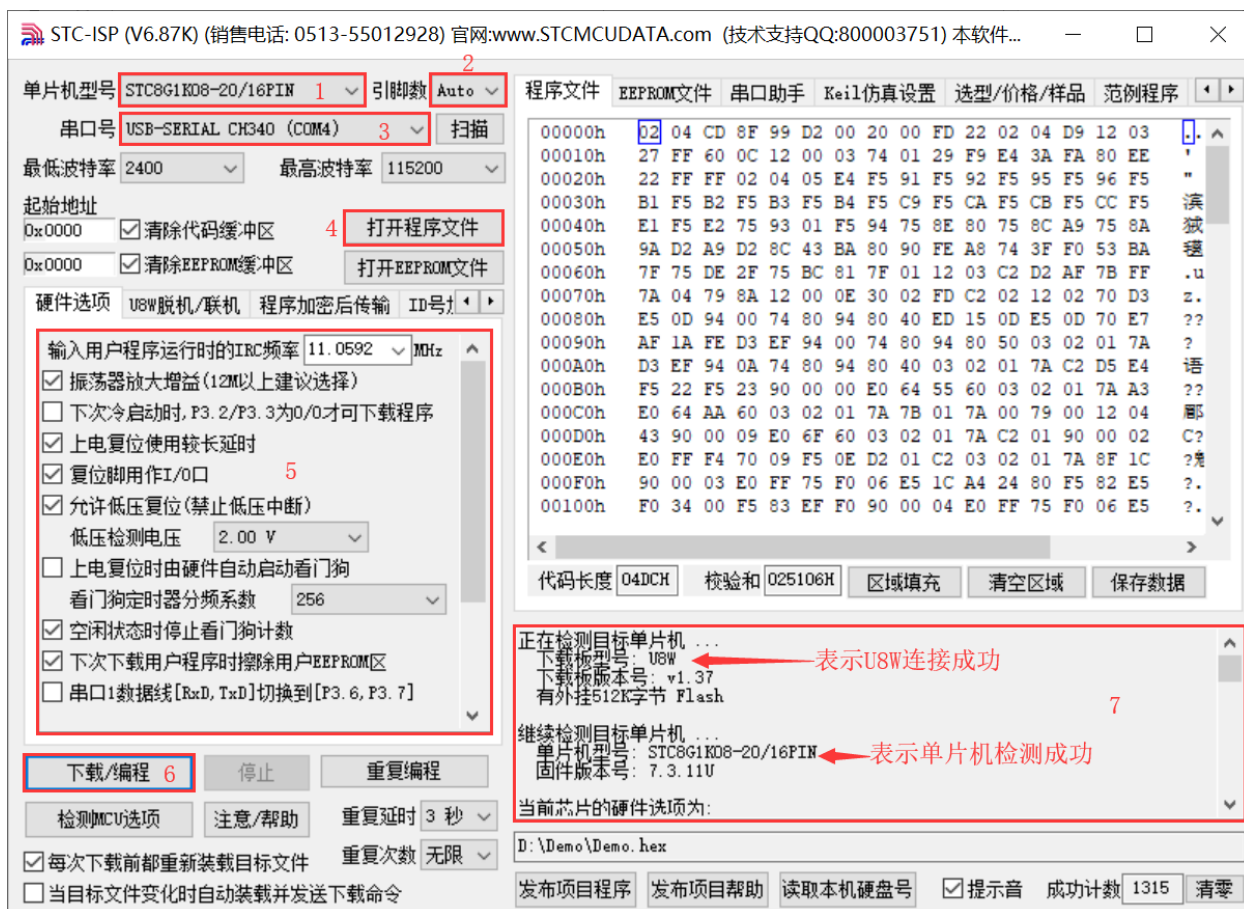 STC-ISP (V6.87K) (销售电话: 0513-55012928) 官网:www.STCMCUDATA.com (技术支持QQ:800003751) 本软件...
单片机型号 STC8G1K08-20/16PIN 1 引脚数 Auto 2
串口号 USB-SERIAL CH340 (COM4) 3 扫描
最低波特率 2400 最高波特率 115200
起始地址
0x0000 清除代码缓冲区 4 打开程序文件
0x0000 清除EEPROM缓冲区 打开EEPROM文件
硬件选项 U8W脱机/联机 程序加密后传输 ID号
输入用户程序运行时的IRC频率 11.0592 MHz
振荡器放大增益(12M以上建议选择)
下次冷启动时,P3.2/P3.3为0/0才可下载程序
上电复位使用较长延时
复位脚用作I/O口 5
允许低压复位(禁止低压中断)
低压检测电压 2.00 V
上电复位时由硬件自动启动看门狗
看门狗定时器分频系数 256
空闲状态时停止看门狗计数
下次下载用户程序时擦除用户EEPROM区
串口1数据线[RxD,TxD]切换到[P3.6,P3.7]
下载/编程 6 停止 重复编程
检测MCU选项 注意/帮助 重复延时 3 秒
每次下载前都重新装载目标文件 重复次数 无限
当目标文件变化时自动装载并发送下载命令
程序文件 EEPROM文件 串口助手 Keil仿真设置 选型/价格/样品 范例程序
00000h 02 04 CD 8F 99 D2 00 20 00 FD 22 02 04 D9 12 03 ..
00010h 27 FF 60 0C 12 00 03 74 01 29 F9 E4 3A FA 80 EE '
00020h 22 FF FF 02 04 05 E4 F5 91 F5 92 F5 95 F5 96 F5 "
00030h B1 F5 B2 F5 B3 F5 B4 F5 C9 F5 CA F5 CB F5 CC F5
00040h E1 F5 E2 75 93 01 F5 94 75 8E 80 75 8C A9 75 8A
00050h 9A D2 A9 D2 8C 43 BA 80 90 FE A8 74 3F F0 53 BA
00060h 7F 75 DE 2F 75 BC 81 7F 01 12 03 C2 D2 AF 7B FF .u
00070h 7A 04 79 8A 12 00 0E 30 02 FD C2 02 12 02 70 D3 z.
00080h E5 0D 94 00 74 80 94 80 40 ED 15 0D E5 0D 70 E7 ??
00090h AF 1A FE D3 EF 94 00 74 80 94 80 50 03 02 01 7A ?
000A0h D3 EF 94 0A 74 80 94 80 40 03 02 01 7A C2 D5 E4 语
000B0h F5 22 F5 23 90 00 00 E0 64 55 60 03 02 01 7A A3 ??
000C0h E0 64 AA 60 03 02 01 7A 7B 01 7A 00 79 00 12 04 郿
000D0h 43 90 00 09 E0 6F 60 03 02 01 7A C2 01 90 00 02 C?
000E0h E0 FF F4 70 09 F5 0E D2 01 C2 03 02 01 7A 8F 1C
000F0h 90 00 03 E0 FF 75 F0 06 E5 1C A4 24 80 F5 82 E5 ?.
00100h F0 34 00 F5 83 EF F0 90 00 04 E0 FF 75 F0 06 E5 ?.
代码长度 04DCH 校验和 025106H 区域填充 清空区域 保存数据
正在检测目标单片机 ...
下载板型号: U8W 表示U8W连接成功
下载板版本号: v1.37
有外挂512K字节 Flash 7
继续检测目标单片机 ...
单片机型号: STC8G1K08-20/16PIN 表示单片机检测成功
固件版本号: 7.3.11U
当前芯片的硬件选项为:
D:\Demo\Demo.hex
发布项目程序 发布项目帮助 读取本机硬盘号 提示音 成功计数 1315 清零